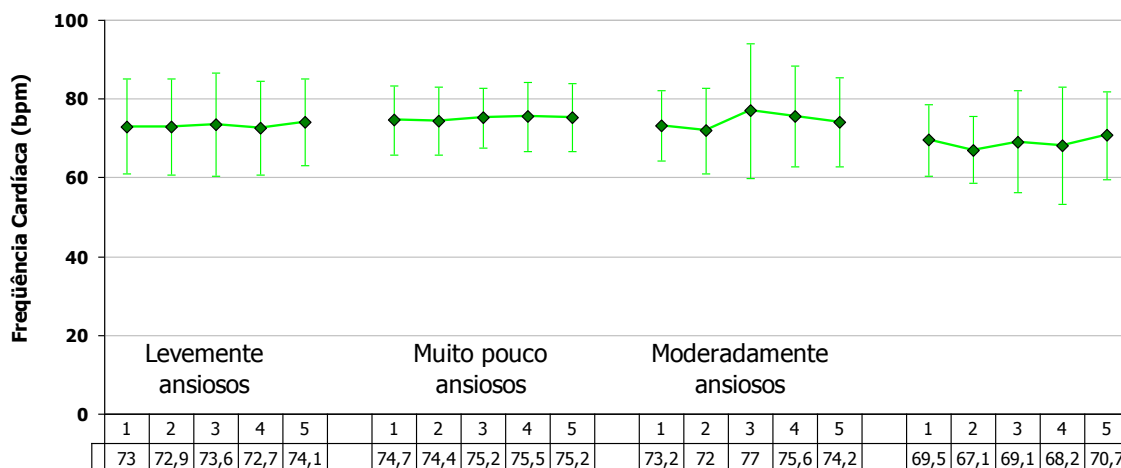 Freqüência Cardíaca (bpm)
100
80
60
40
20
0
Levemente
ansiosos
Muito pouco
ansiosos
Moderadamente
ansiosos
1 2 3 4 5 1 2 3 4 5 1 2 3 4 5 1 2 3 4 5
73 72,9 73,6 72,7 74,1 74,7 74,4 75,2 75,5 75,2 73,2 72 77 75,6 74,2 69,5 67,1 69,1 68,2 70,7